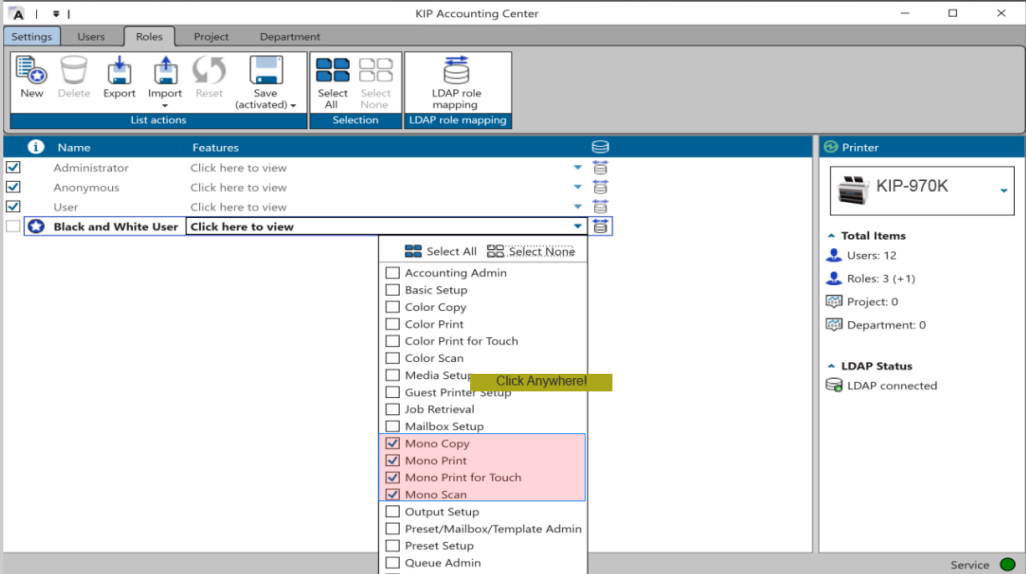 A
KIP Accounting Center
Settings Users Roles Project Department
New Delete Export Import Reset Save (activated) Select All Select None LDAP role mapping
List actions Selection LDAP role mapping
Name Features
Administrator Click here to view
Anonymous Click here to view
User Click here to view
Black and White User Click here to view
Select All Select None
Accounting Admin
Basic Setup
Color Copy
Color Print
Color Print for Touch
Color Scan
Media Setup
Click Anywhere!
Guest Printer Setup
Job Retrieval
Mailbox Setup
Mono Copy
Mono Print
Mono Print for Touch
Mono Scan
Output Setup
Preset/Mailbox/Template Admin
Preset Setup
Queue Admin
Printer
KIP-970K
Total Items
Users: 12
Roles: 3 (+1)
Project: 0
Department: 0
LDAP Status
LDAP connected
Service